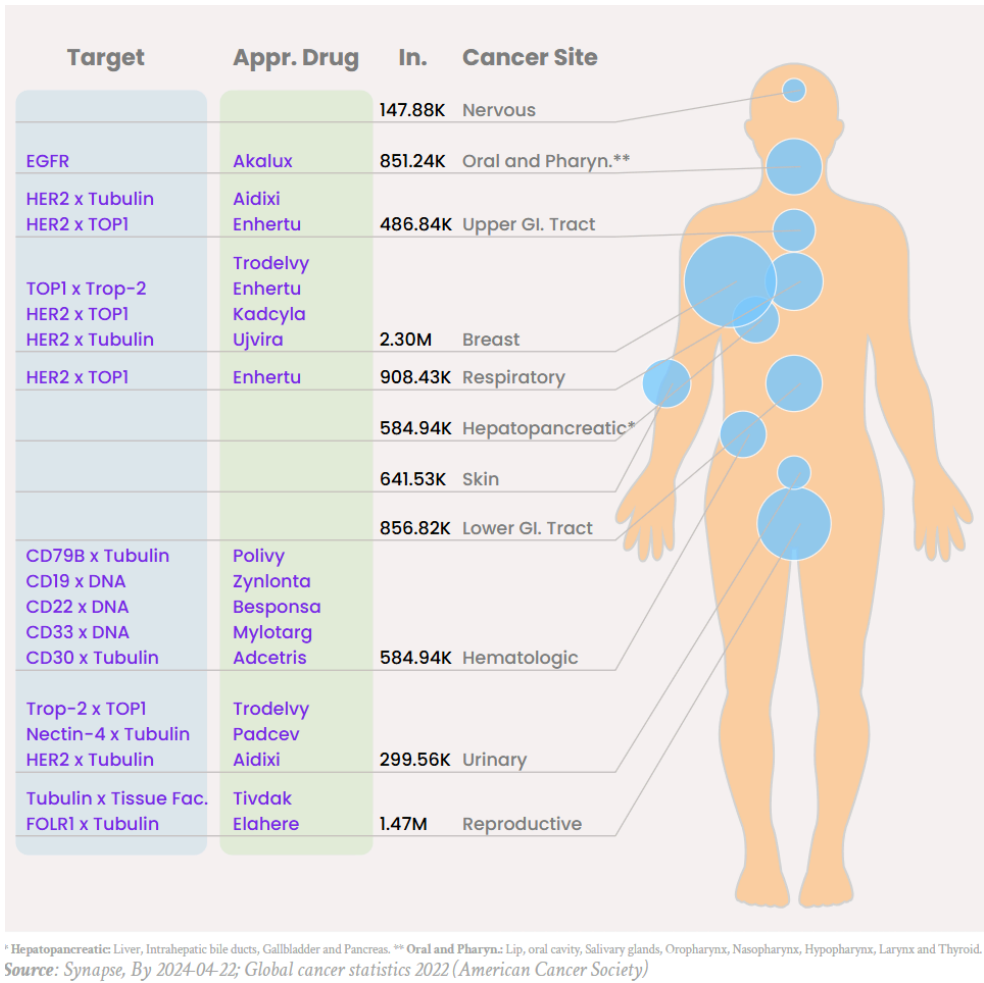 Target Appr. Drug In. Cancer Site
147.88K Nervous
EGFR Akalux 851.24K Oral and Pharyn.**
HER2 x Tubulin Aidixi
HER2 x TOP1 Enhertu 486.84K Upper GI. Tract
Trodelvy
TOP1 x Trop-2 Enhertu
HER2 x TOP1 Kadcyla
HER2 x Tubulin Ujvira 2.30M Breast
HER2 x TOP1 Enhertu 908.43K Respiratory
584.94K Hepatopancreatic*
641.53K Skin
856.82K Lower GI. Tract
CD79B x Tubulin Polivy
CD19 x DNA Zynlonta
CD22 x DNA Besponsa
CD33 x DNA Mylotarg
CD30 x Tubulin Adcetris 584.94K Hematologic
Trop-2 x TOP1 Trodelvy
Nectin-4 x Tubulin Padcev
HER2 x Tubulin Aidixi 299.56K Urinary
Tubulin x Tissue Fac. Tivdak
FOLR1 x Tubulin Elahere 1.47M Reproductive
* Hepatopancreatic: Liver, Intrahepatic bile ducts, Gallbladder and Pancreas. ** Oral and Pharyn.: Lip, oral cavity, Salivary glands, Oropharynx, Nasopharynx, Hypopharynx, Larynx and Thyroid.
Source: Synapse, By 2024-04-22; Global cancer statistics 2022 (American Cancer Society)